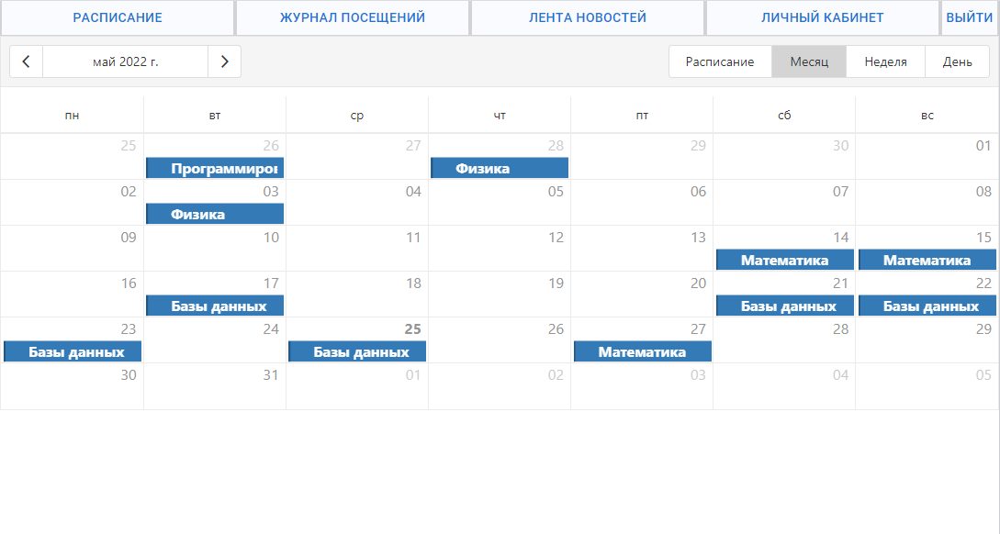 РАСПИСАНИЕ ЖУРНАЛ ПОСЕЩЕНИЙ ЛЕНТА НОВОСТЕЙ ЛИЧНЫЙ КАБИНЕТ ВЫЙТИ
май 2022 г. Расписание Месяц Неделя День
пн вт ср чт пт сб вс
25 26 27 28 29 30 01
Программиров Физика
02 03 04 05 06 07 08
Физика
09 10 11 12 13 14 15
Математика Математика
16 17 18 19 20 21 22
Базы данных Базы данных Базы данных
23 24 25 26 27 28 29
Базы данных Базы данных Математика
30 31 01 02 03 04 05